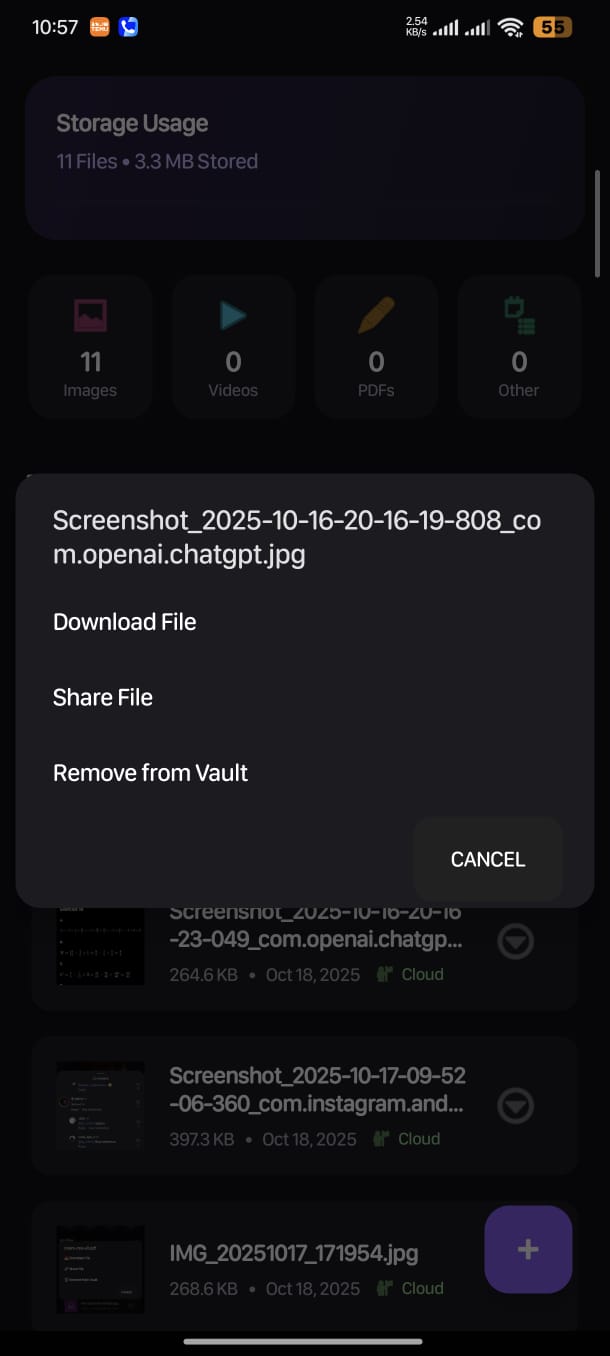 10:57
TEMU
2.54
KB/s
55
Storage Usage
11 Files • 3.3 MB Stored
11
Images
0
Videos
0
PDFs
0
Other
Screenshot_2025-10-16-20-16-19-808_co
m.openai.chatgpt.jpg
Download File
Share File
Remove from Vault
CANCEL
Screenshot_2025-10-16-20-16
-23-049_com.openai.chatgp...
264.6 KB • Oct 18, 2025 Cloud
Screenshot_2025-10-17-09-52
-06-360_com.instagram.and...
397.3 KB • Oct 18, 2025 Cloud
IMG_20251017_171954.jpg
268.6 KB • Oct 18, 2025 Cloud
+